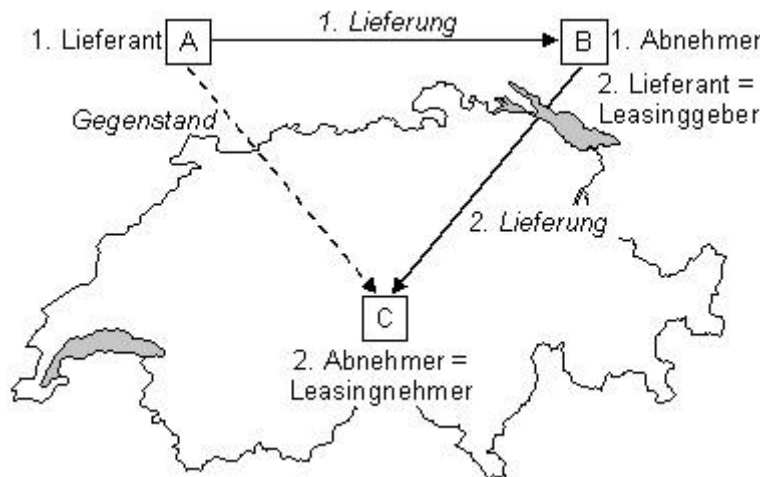 1. Lieferant
A
1. Lieferung
B
1. Abnehmer
2. Lieferant =
Leasinggeber
Gegenstand
2. Lieferung
C
2. Abnehmer =
Leasingnehmer